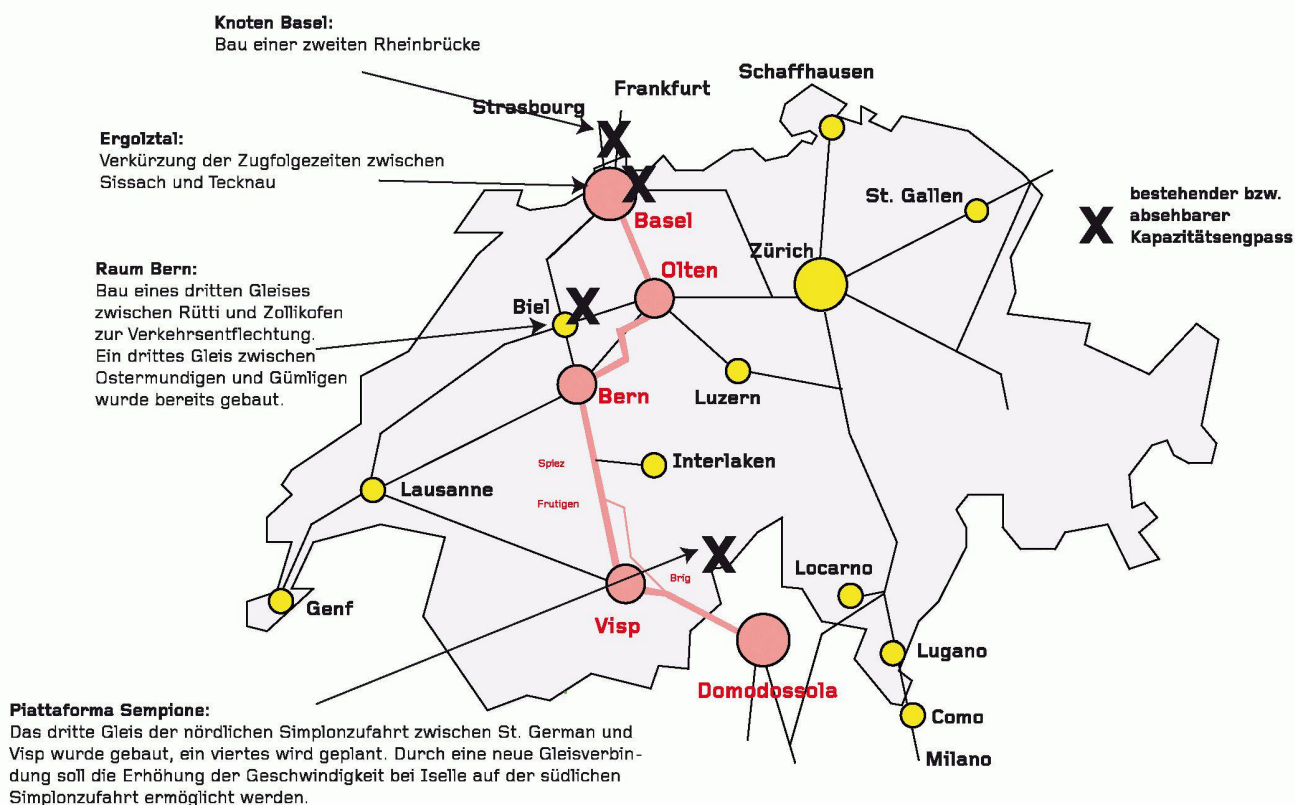 Knoten Basel:
Bau einer zweiten Rheinbrücke
Schaffhausen
Frankfurt
Strasbourg
Ergolztal:
Verkürzung der Zugfolgezeiten zwischen
Sissach und Tecknau
St. Gallen
bestehender bzw.
absehbarer
Kapazitätsengpass
X
X
X
Basel
Zürich
Raum Bern:
Bau eines dritten Gleises
zwischen Rütti und Zollikofen
zur Verkehrsentflechtung.
Ein drittes Gleis zwischen
Ostermundigen und Gümligen
wurde bereits gebaut.
Olten
Biel
X
Bern
Luzern
Spiez
Interlaken
Frutigen
Lausanne
X
Brig
Locarno
Genf
Visp
Lugano
Domodossola
Como
Milano
Piattaforma Sempione:
Das dritte Gleis der nördlichen Simplonzufahrt zwischen St. German und
Visp wurde gebaut, ein viertes wird geplant. Durch eine neue Gleisverbin-
dung soll die Erhöhung der Geschwindigkeit bei Iselle auf der südlichen
Simplonzufahrt ermöglicht werden.